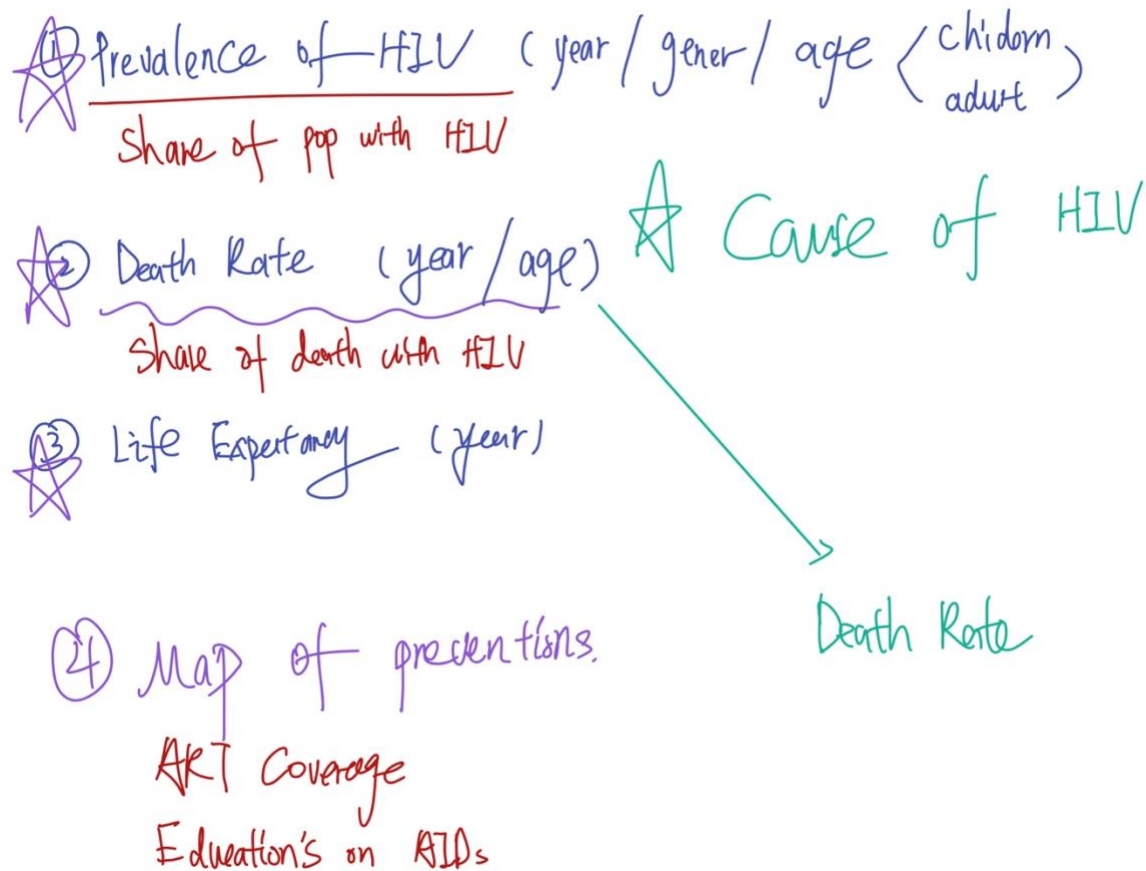 ① Prevalence of HIV (year / gener / age < chidorn
adurt >)
Share of pop with HIV
☆ Cause of HIV
② Death Rate (year / age)
Share of death with HIV
③ Life Expertancy (year)
Death Rate
④ Map of preventions.
ART Coverage
Education's on AIDs